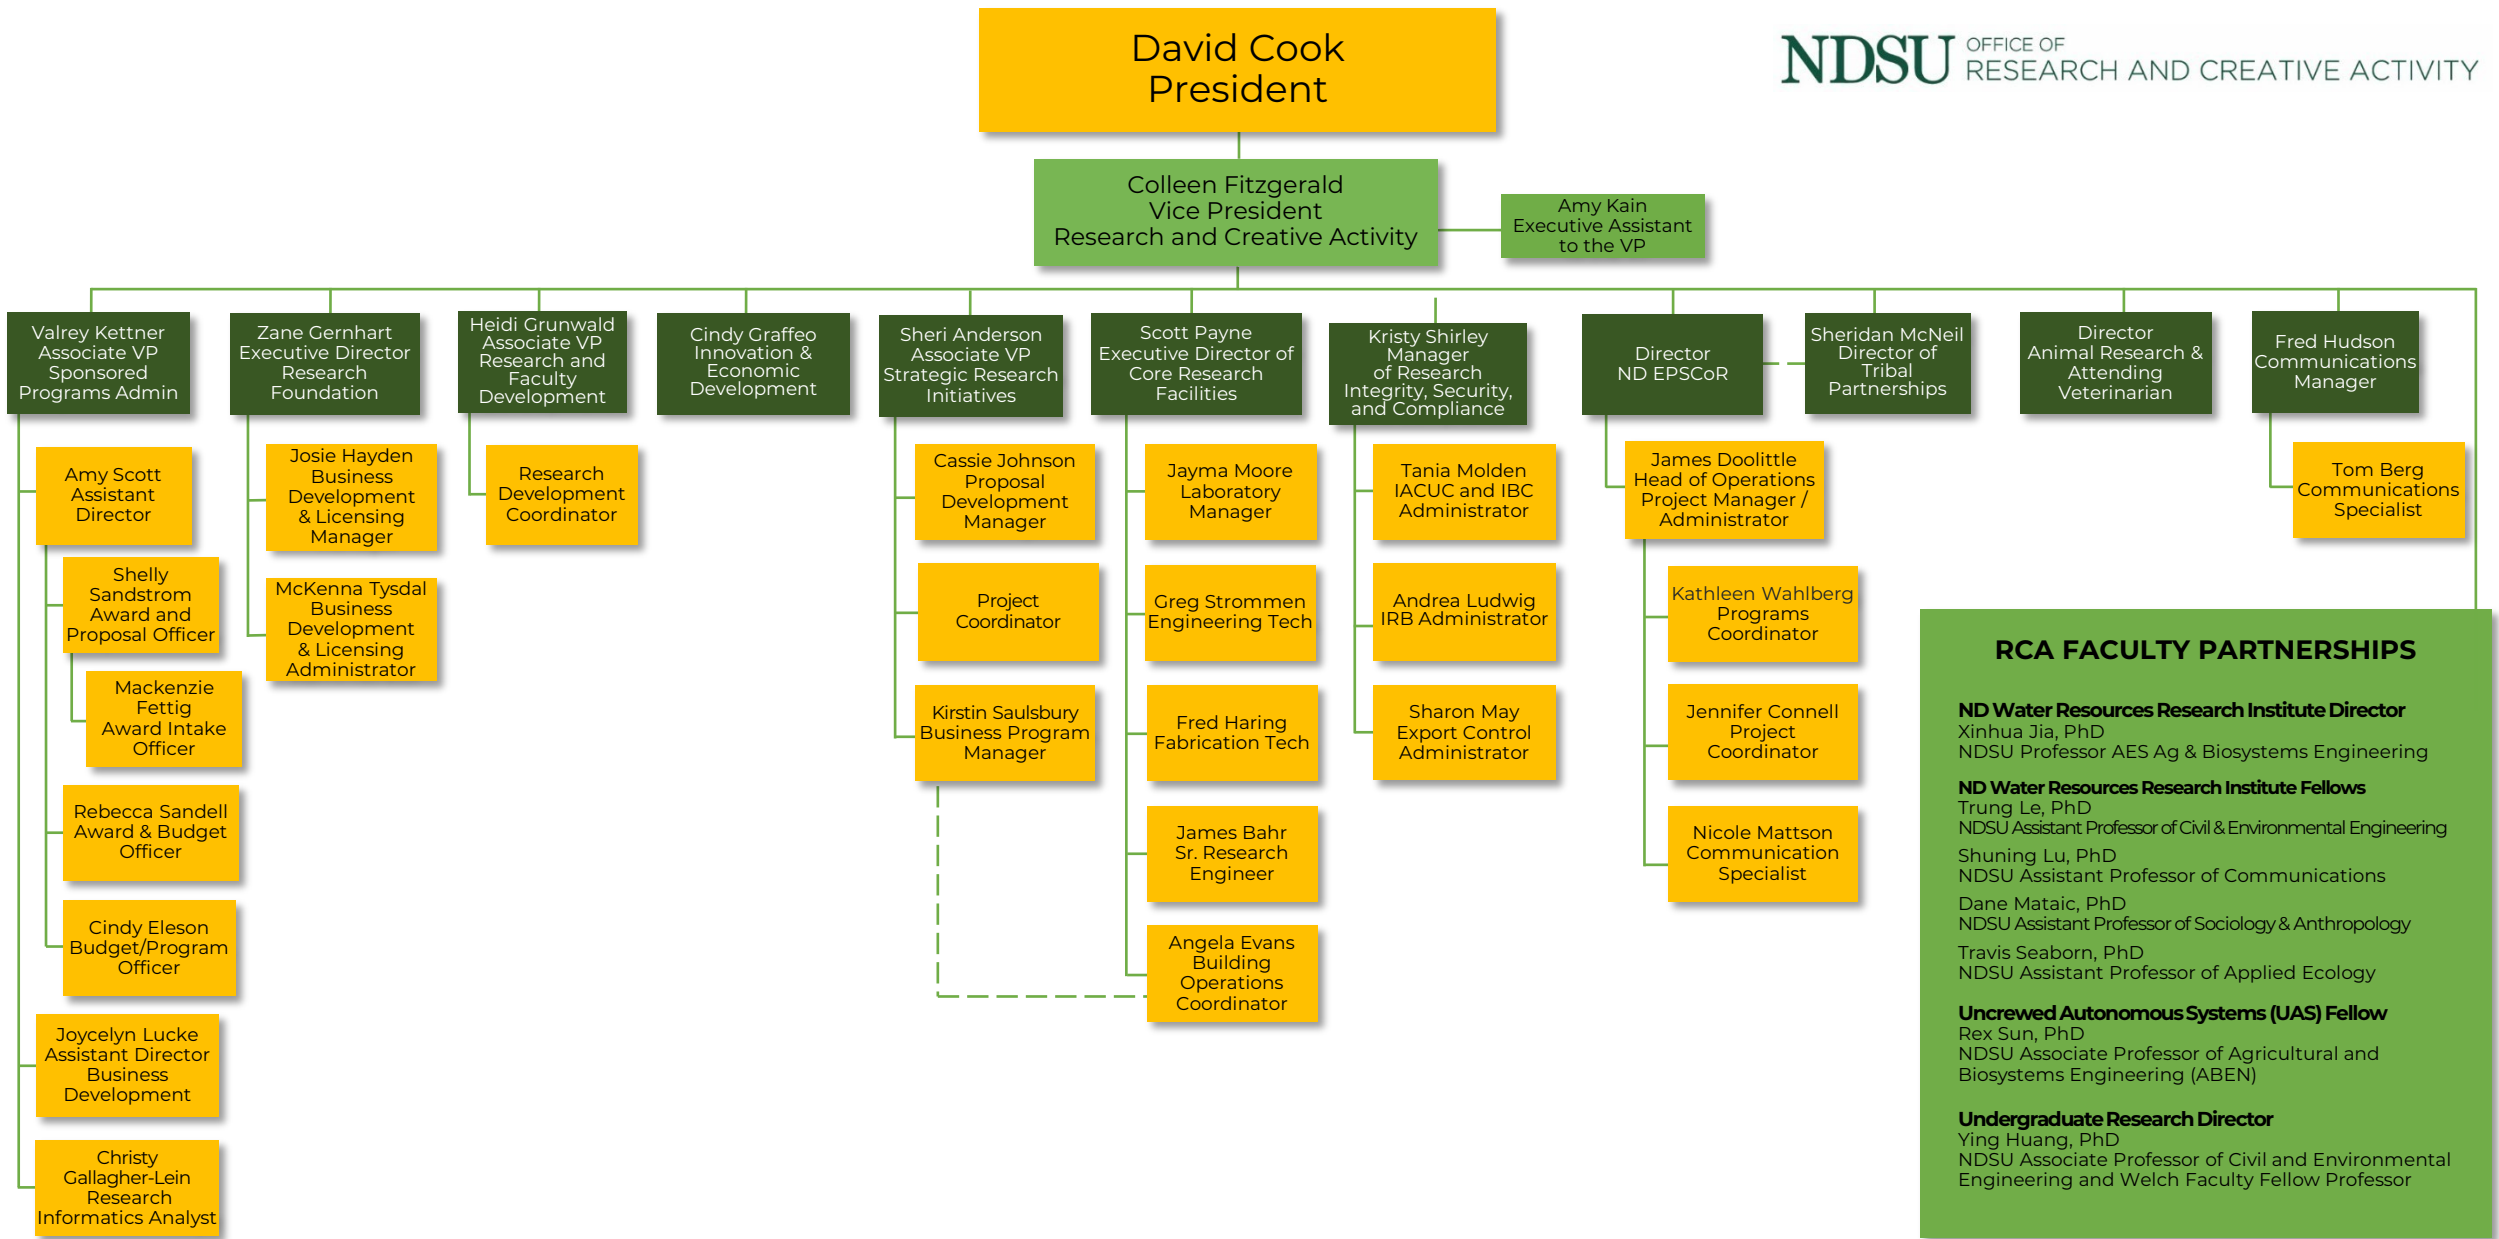 David Cook
President
NDSU OFFICE OF
RESEARCH AND CREATIVE ACTIVITY
Colleen Fitzgerald
Vice President
Research and Creative Activity
Amy Kain
Executive Assistant
to the VP
Valrey Kettner
Associate VP
Sponsored
Programs Admin
Zane Gernhart
Executive Director
Research
Foundation
Heidi Grunwald
Associate VP
Research and
Faculty
Development
Cindy Graffeo
Innovation &
Economic
Development
Sheri Anderson
Associate VP
Strategic Research
Initiatives
Scott Payne
Executive Director of
Core Research
Facilities
Kristy Shirley
Manager
of Research
Integrity, Security,
and Compliance
Director
ND EPSCoR
Sheridan McNeil
Director of
Tribal
Partnerships
Director
Animal Research &
Attending
Veterinarian
Fred Hudson
Communications
Manager
Amy Scott
Assistant
Director
Shelly
Sandstrom
Award and
Proposal Officer
Mackenzie
Fettig
Award Intake
Officer
Rebecca Sandell
Award & Budget
Officer
Cindy Eleson
Budget/Program
Officer
Joycelyn Lucke
Assistant Director
Business
Development
Christy
Gallagher-Lein
Research
Informatics Analyst
Josie Hayden
Business
Development
& Licensing
Manager
McKenna Tysdal
Business
Development
& Licensing
Administrator
Research
Development
Coordinator
Cassie Johnson
Proposal
Development
Manager
Project
Coordinator
Kirstin Saulsbury
Business Program
Manager
Jayma Moore
Laboratory
Manager
Greg Strommen
Engineering Tech
Fred Haring
Fabrication Tech
James Bahr
Sr. Research
Engineer
Angela Evans
Building
Operations
Coordinator
Tania Molden
IACUC and IBC
Administrator
Andrea Ludwig
IRB Administrator
Sharon May
Export Control
Administrator
James Doolittle
Head of Operations
Project Manager /
Administrator
Kathleen Wahlberg
Programs
Coordinator
Jennifer Connell
Project
Coordinator
Nicole Mattson
Communication
Specialist
Tom Berg
Communications
Specialist
RCA FACULTY PARTNERSHIPS
ND Water Resources Research Institute Director
Xinhua Jia, PhD
NDSU Professor AES Ag & Biosystems Engineering
ND Water Resources Research Institute Fellows
Trung Le, PhD
NDSU Assistant Professor of Civil & Environmental Engineering
Shuning Lu, PhD
NDSU Assistant Professor of Communications
Dane Mataic, PhD
NDSU Assistant Professor of Sociology & Anthropology
Travis Seaborn, PhD
NDSU Assistant Professor of Applied Ecology
Uncrewed Autonomous Systems (UAS) Fellow
Rex Sun, PhD
NDSU Associate Professor of Agricultural and
Biosystems Engineering (ABEN)
Undergraduate Research Director
Ying Huang, PhD
NDSU Associate Professor of Civil and Environmental
Engineering and Welch Faculty Fellow Professor